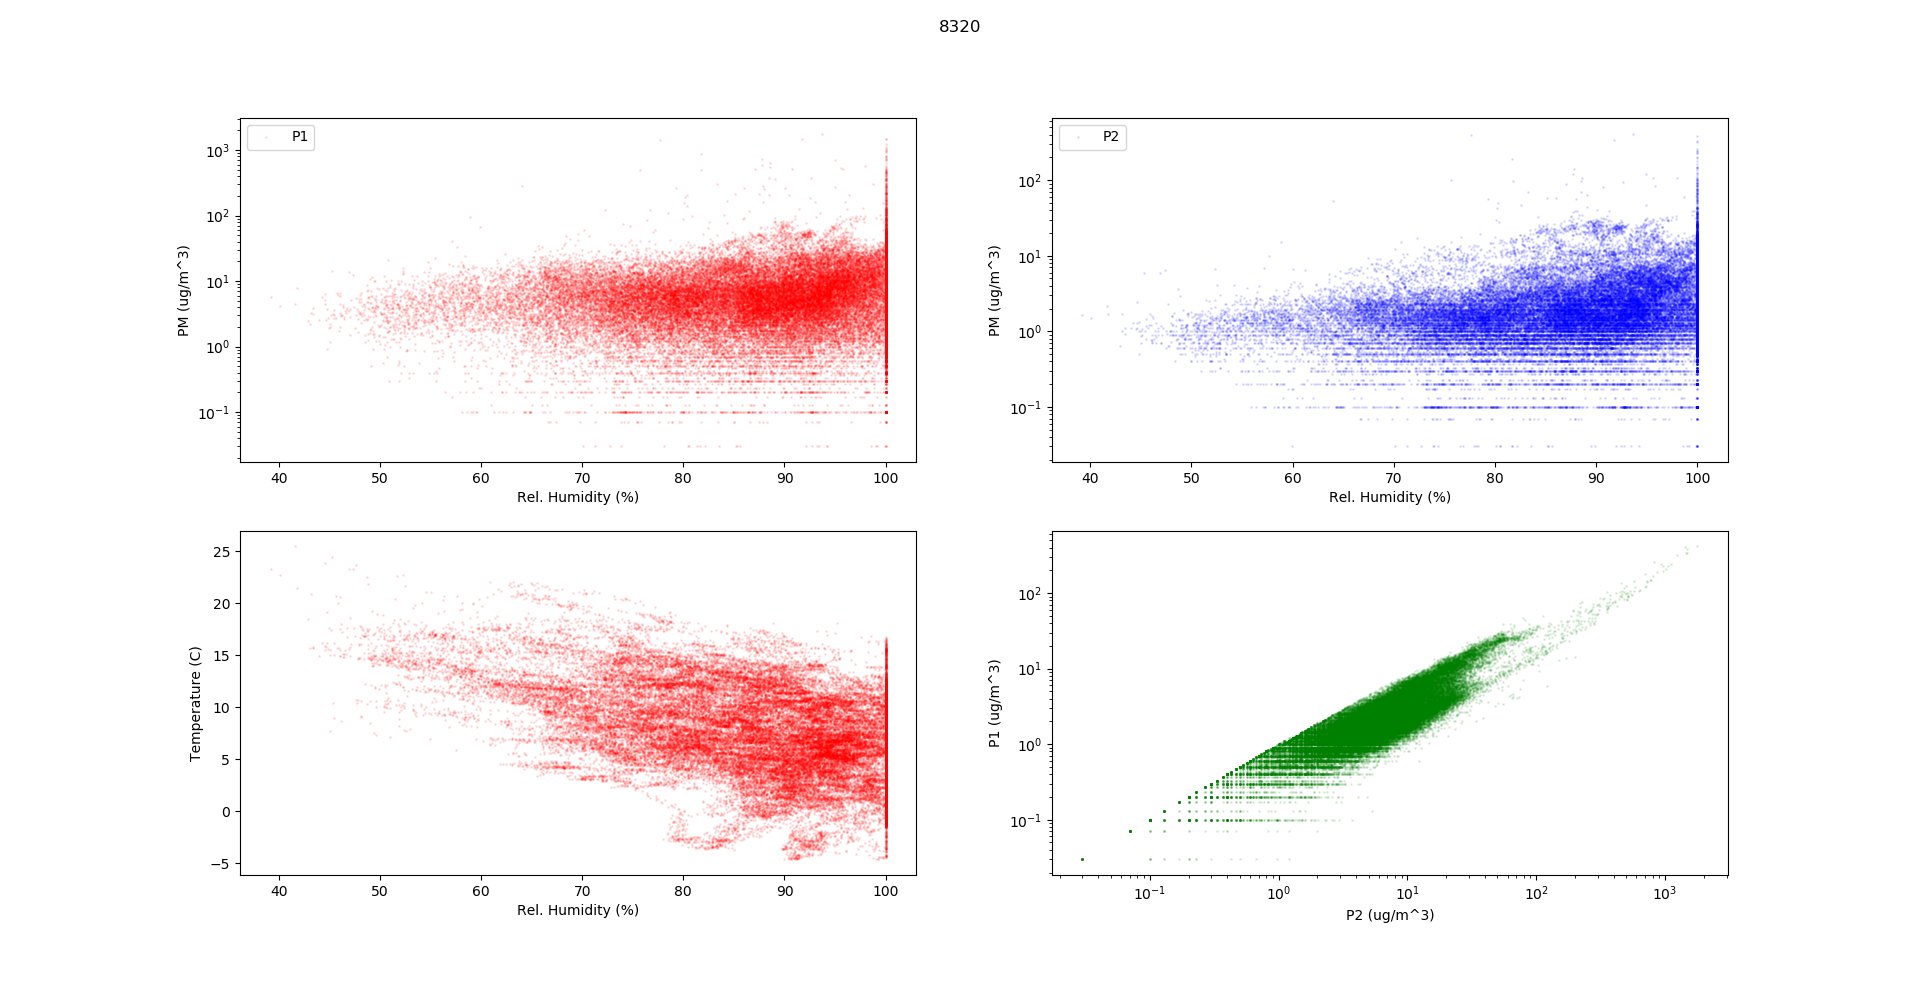 8320
P1
PM (ug/m^3)
10^3
10^2
10^1
10^0
10^-1
40 50 60 70 80 90 100
Rel. Humidity (%)
P2
PM (ug/m^3)
10^2
10^1
10^0
10^-1
40 50 60 70 80 90 100
Rel. Humidity (%)
Temperature (C)
25
20
15
10
5
0
−5
40 50 60 70 80 90 100
Rel. Humidity (%)
P1 (ug/m^3)
10^2
10^1
10^0
10^-1
10^-1 10^0 10^1 10^2 10^3
P2 (ug/m^3)